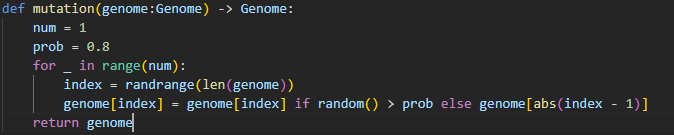 def mutation(genome:Genome) -> Genome:
    num = 1
    prob = 0.8
    for _ in range(num):
        index = randrange(len(genome))
        genome[index] = genome[index] if random() > prob else genome[abs(index - 1)]
    return genome